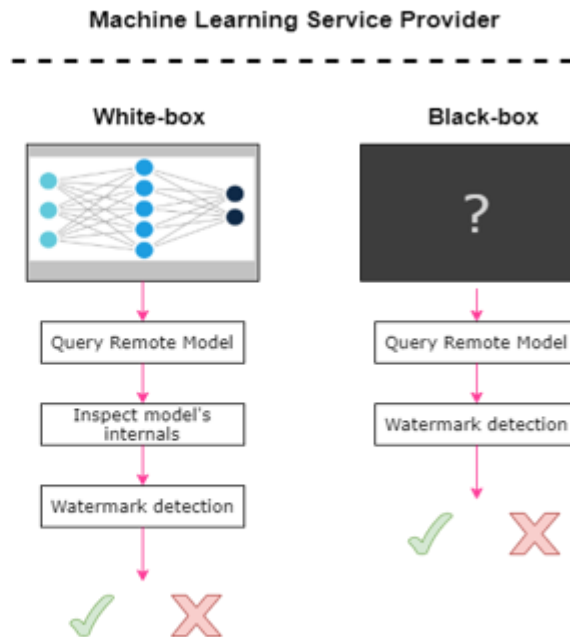 Machine Learning Service Provider
White-box
Black-box
?
Query Remote Model
Query Remote Model
Inspect model's
internals
Watermark detection
Watermark detection